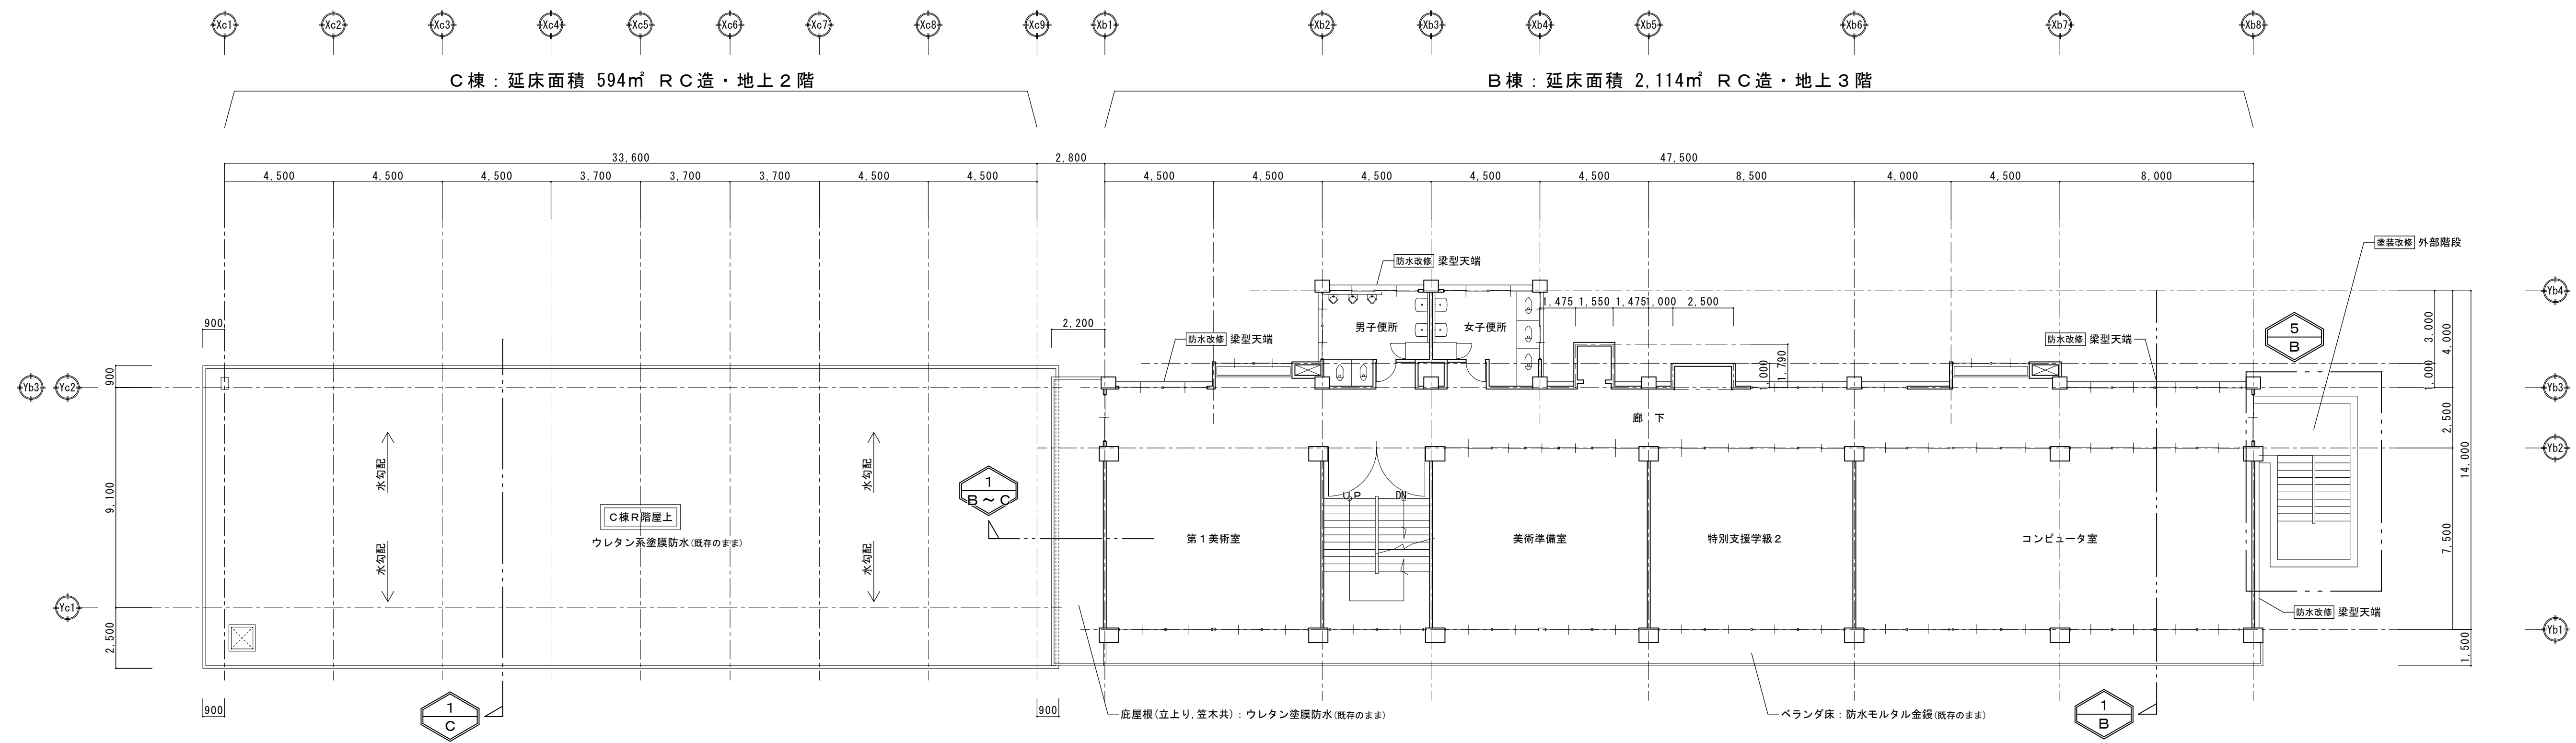 Xc1 Xc2 Xc3 Xc4 Xc5 Xc6 Xc7 Xc8 Xc9 Xb1 Xb2 Xb3 Xb4 Xb5 Xb6 Xb7 Xb8
C棟：延床面積 594㎡ RC造・地上2階
B棟：延床面積 2,114㎡ RC造・地上3階
33,600 2,800 47,500
4,500 4,500 4,500 3,700 3,700 3,700 4,500 4,500 4,500 4,500 4,500 4,500 4,500 8,500 4,000 4,500 8,000
塗装改修 外部階段
防水改修 梁型天端
Yb4
1,475 1,550 1,475 1,000 2,500
900
2,200
男子便所
女子便所
防水改修 梁型天端
防水改修 梁型天端
5
B
3,000
4,000
1,000
1,790
1,000
900
Yb3 Yc2
Yb3
廊 下
2,500
Yb2
14,000
水勾配
水勾配
9,100
1
B～C
UP DN
C棟R階屋上
ウレタン系塗膜防水(既存のまま)
第1美術室
美術準備室
特別支援学級2
コンピュータ室
7,500
水勾配
水勾配
Yc1
防水改修 梁型天端
2,500
Yb1
1,500
900
1
C
900
庇屋根(立上り,笠木共)：ウレタン塗膜防水(既存のまま)
ベランダ床：防水モルタル金鏝(既存のまま)
1
B